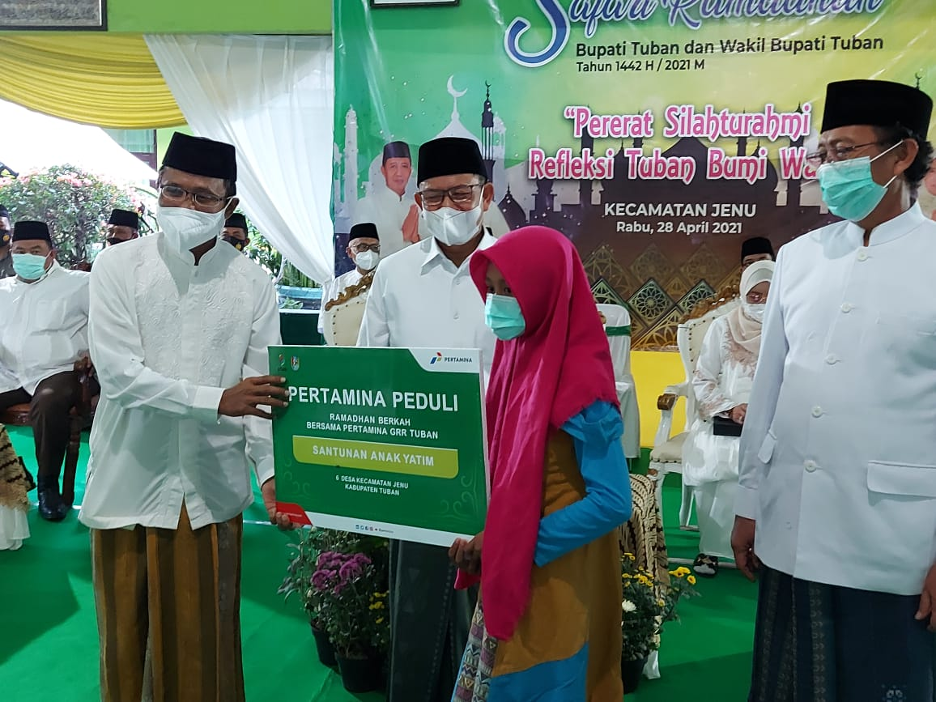 Safari Ramadhan
Bupati Tuban dan Wakil Bupati Tuban
Tahun 1442 H / 2021 M
"Pererat Silahturahmi
Refleksi Tuban Bumi
KECAMATAN JENU
Rabu, 28 April 2021
PERTAMINA
PERTAMINA PEDULI
RAMADHAN BERKAH
BERSAMA PERTAMINA GRR TUBAN
SANTUNAN ANAK YATIM
6 DESA KECAMATAN JENU
KABUPATEN TUBAN